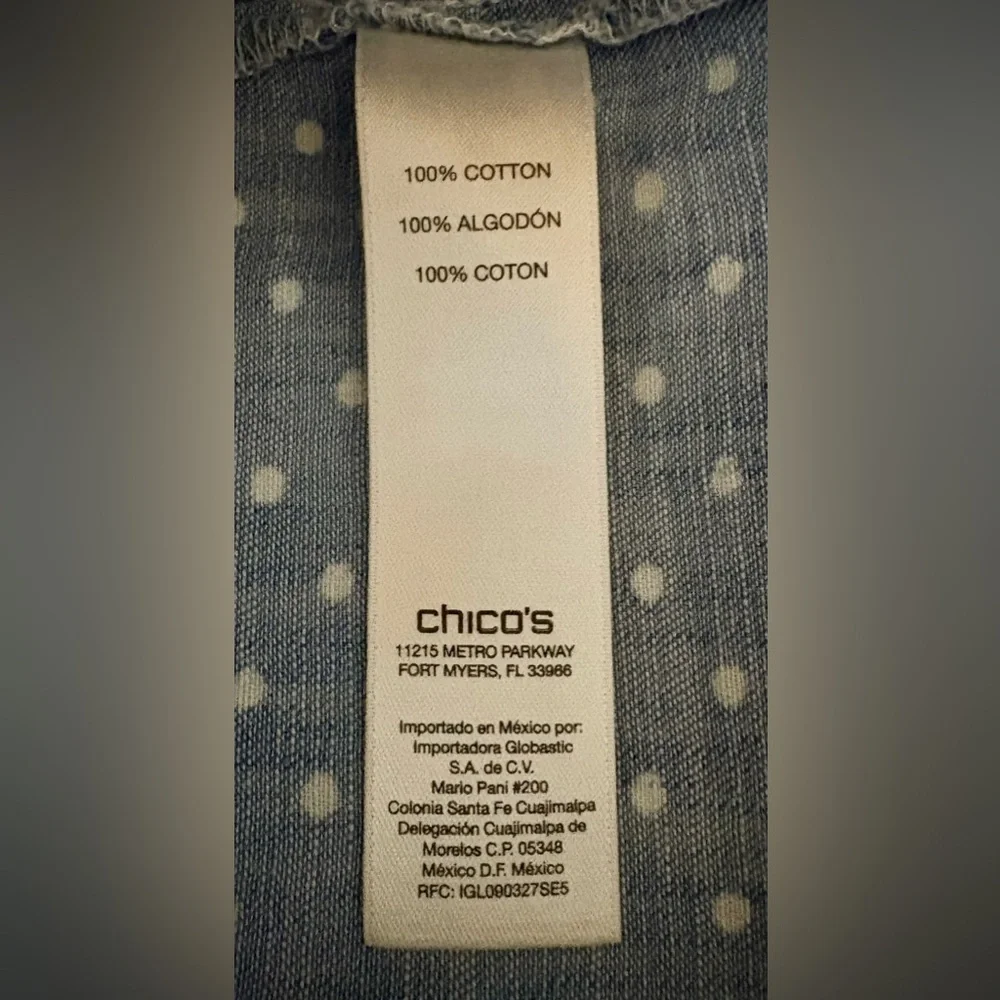 100% COTTON
100% ALGODÓN
100% COTON
chico's
11215 METRO PARKWAY
FORT MYERS, FL 33966
Importado en México por:
Importadora Globastic
S.A. de C.V.
Mario Pani #200
Colonia Santa Fe Cuajimalpa
Delegación Cuajimalpa de
Morelos C.P. 05348
México D.F. México
RFC: IGL090327SE5